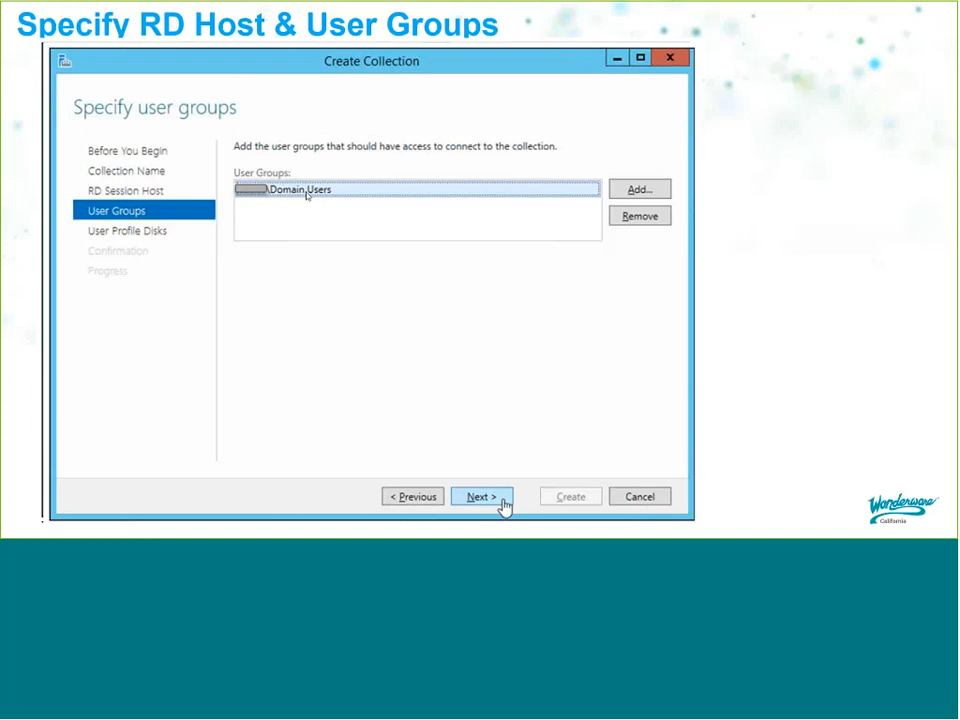 Specify RD Host & User Groups
Create Collection
Specify user groups
Before You Begin
Collection Name
RD Session Host
User Groups
User Profile Disks
Confirmation
Progress
Add the user groups that should have access to connect to the collection.
User Groups:
\Domain Users
Add...
Remove
< Previous
Next >
Create
Cancel
Wonderware
California